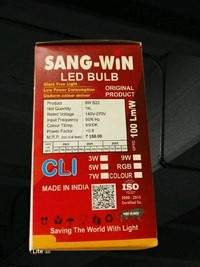 SANG-WiN
LED BULB
Glare Free Light
Low Power Consumption
Uniform colour deliver
ORIGINAL
PRODUCT
Product : 9W B22
Net Quantity : 1N.
Rated Voltage : 140V-270V
Input Frequency : 50/6 Hz
Colour TEmp. : 6500K
Power Factor : >0.9
100 LmW
CLI
3W 9W
5W RGB
7W COLOUR
MADE IN INDIA
ISO
Saving The World With Light